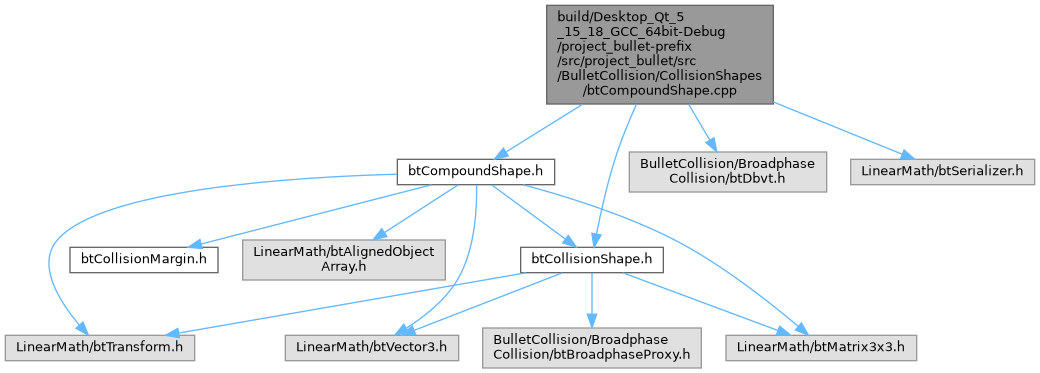 build/Desktop_Qt_5
_15_18_GCC_64bit-Debug
/project_bullet-prefix
/src/project_bullet/src
/BulletCollision/CollisionShapes
/btCompoundShape.cpp
btCompoundShape.h
BulletCollision/Broadphase
Collision/btDbvt.h
LinearMath/btSerializer.h
btCollisionMargin.h
LinearMath/btAlignedObject
Array.h
btCollisionShape.h
LinearMath/btTransform.h
LinearMath/btVector3.h
BulletCollision/Broadphase
Collision/btBroadphaseProxy.h
LinearMath/btMatrix3x3.h